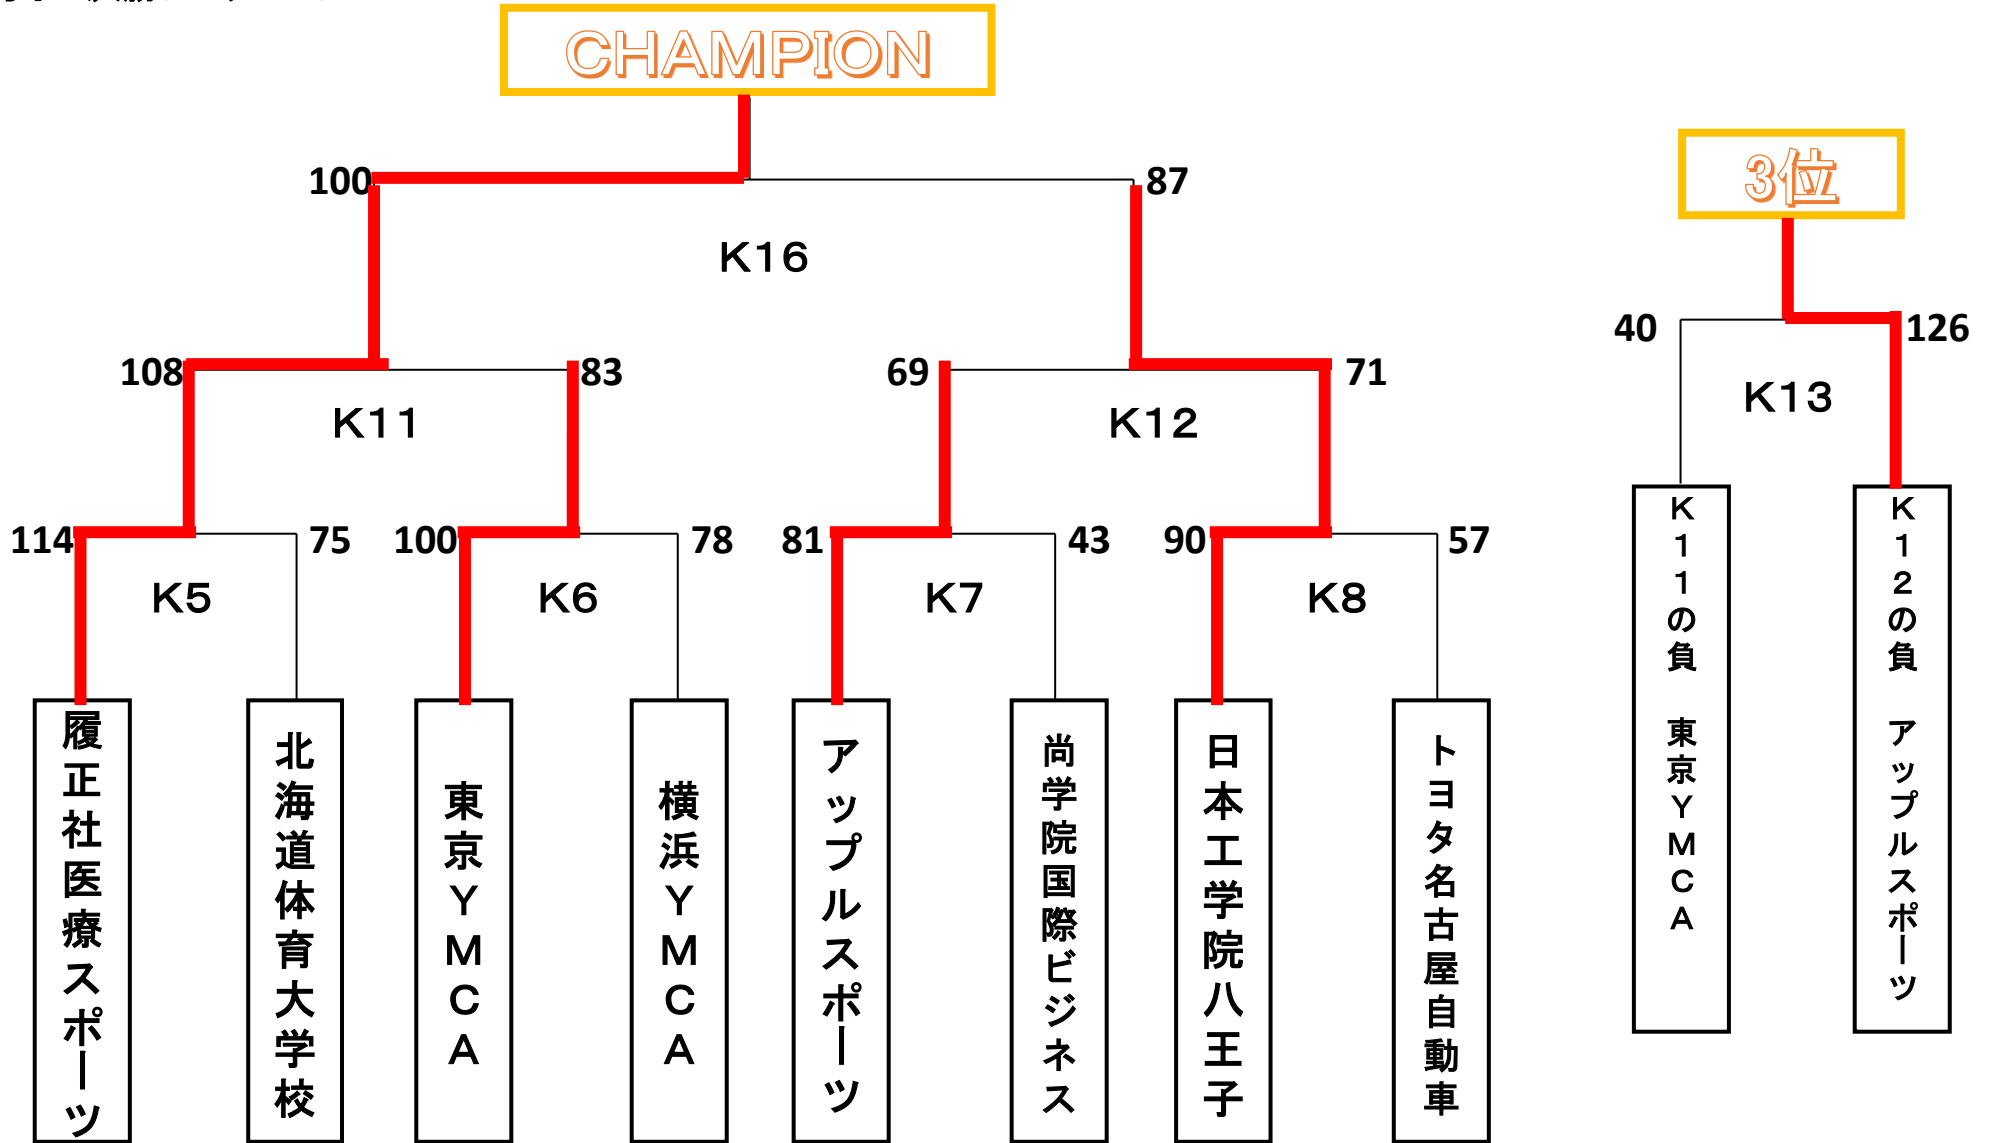 CHAMPION
3位
100
87
K16
40
126
K13
108
83
69
71
K11
K12
114
75
100
78
81
43
90
57
K5
K6
K7
K8
履正社医療スポーツ
北海道体育大学校
東京YMCA
横浜YMCA
アップルスポーツ
尚学院国際ビジネス
日本工学院八王子
トヨタ名古屋自動車
K11の負 東京YMCA
K12の負 アップルスポーツ